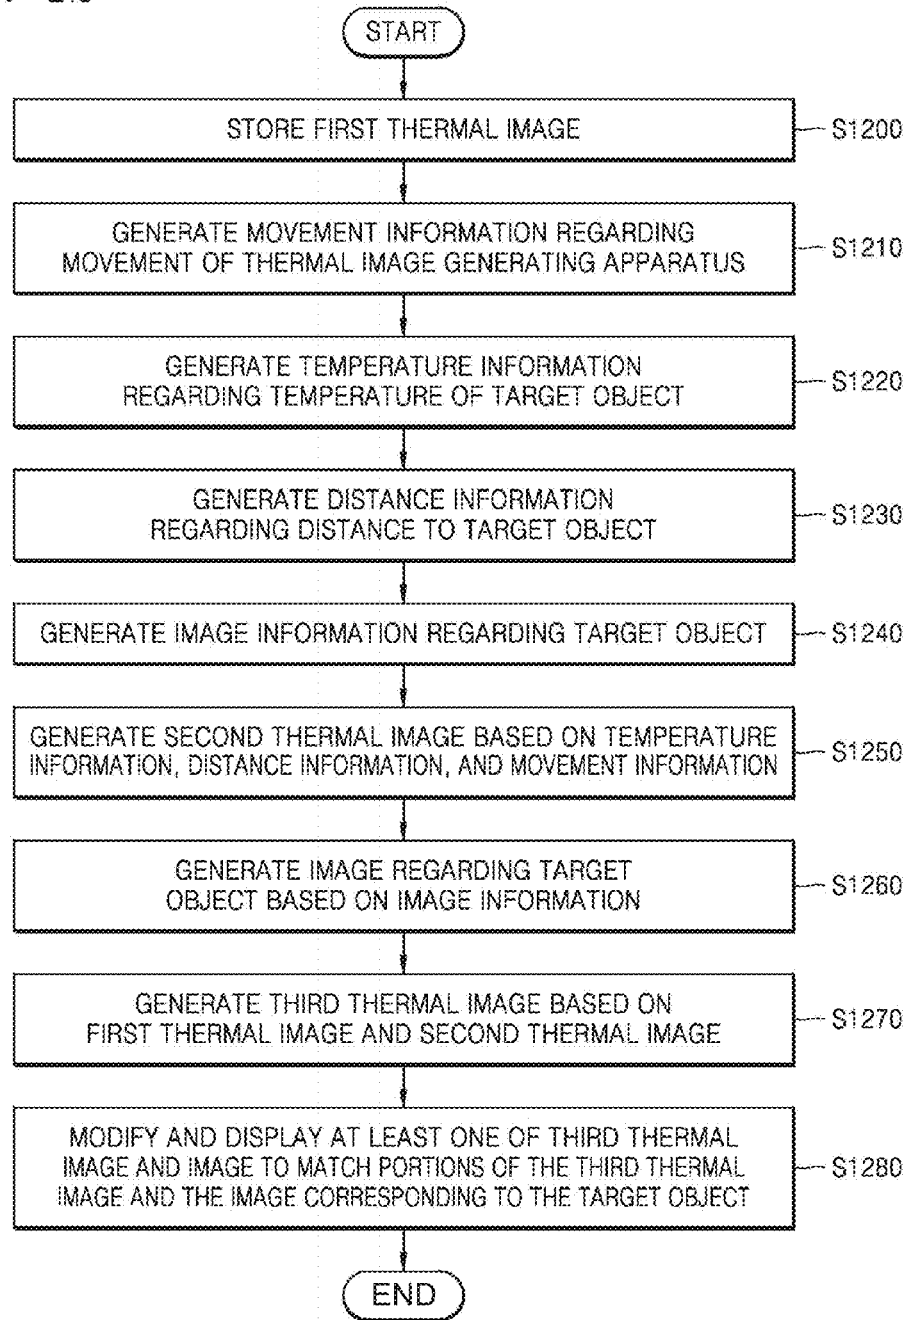 START
STORE FIRST THERMAL IMAGE
S1200
GENERATE MOVEMENT INFORMATION REGARDING
MOVEMENT OF THERMAL IMAGE GENERATING APPARATUS
S1210
GENERATE TEMPERATURE INFORMATION
REGARDING TEMPERATURE OF TARGET OBJECT
S1220
GENERATE DISTANCE INFORMATION
REGARDING DISTANCE TO TARGET OBJECT
S1230
GENERATE IMAGE INFORMATION REGARDING TARGET OBJECT
S1240
GENERATE SECOND THERMAL IMAGE BASED ON TEMPERATURE
INFORMATION, DISTANCE INFORMATION, AND MOVEMENT INFORMATION
S1250
GENERATE IMAGE REGARDING TARGET
OBJECT BASED ON IMAGE INFORMATION
S1260
GENERATE THIRD THERMAL IMAGE BASED ON
FIRST THERMAL IMAGE AND SECOND THERMAL IMAGE
S1270
MODIFY AND DISPLAY AT LEAST ONE OF THIRD THERMAL
IMAGE AND IMAGE TO MATCH PORTIONS OF THE THIRD THERMAL
IMAGE AND THE IMAGE CORRESPONDING TO THE TARGET OBJECT
S1280
END